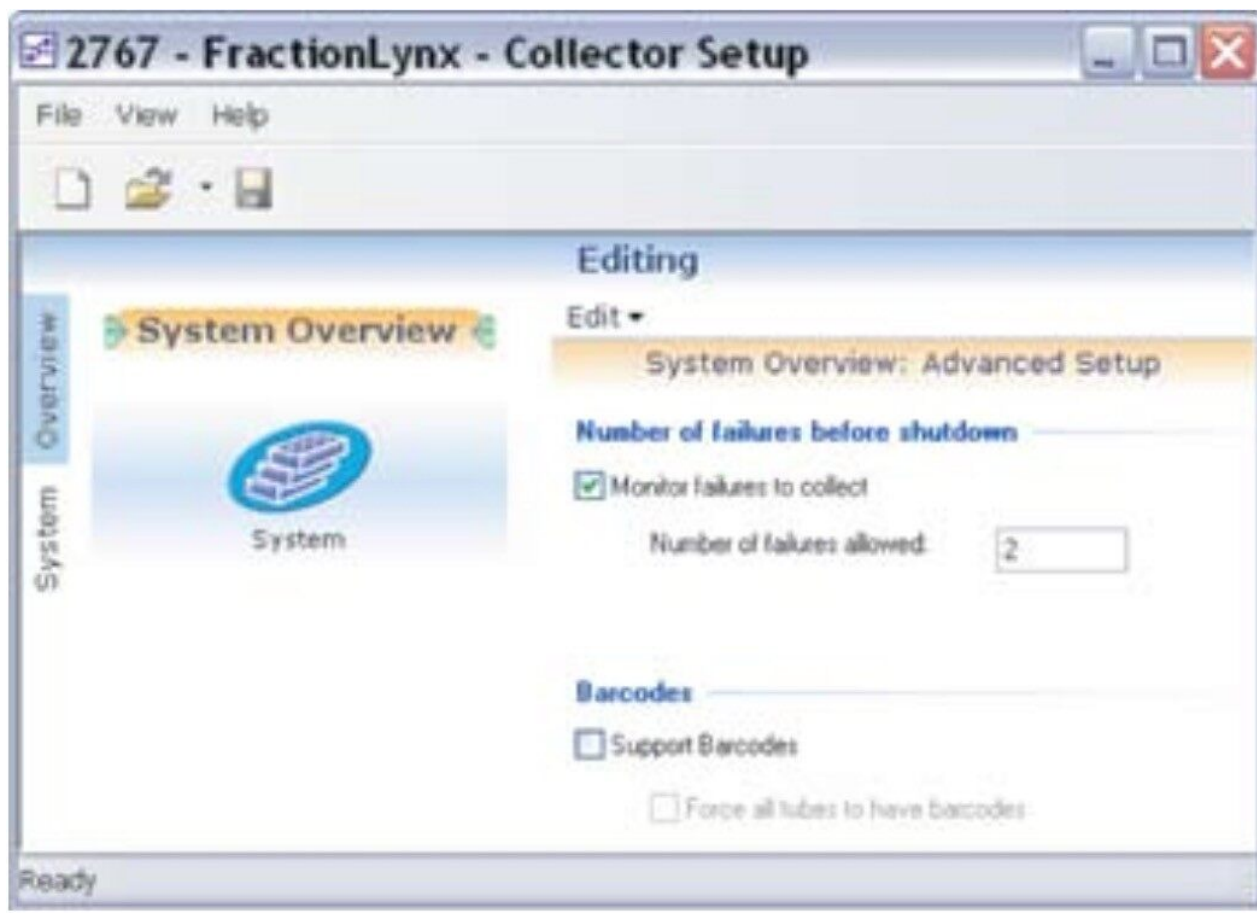 2767 - FractionLynx - Collector Setup
File View Help
Editing
Overview
System
System Overview
System
Edit
System Overview: Advanced Setup
Number of failures before shutdown
Monitor failures to collect
Number of failures allowed: 2
Barcodes
Support Barcodes
Force all tubes to have barcodes
Ready